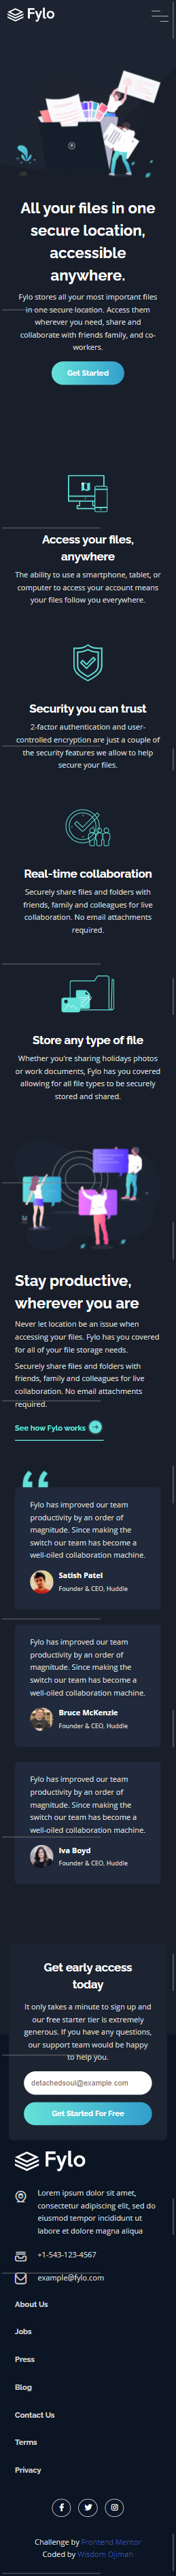 Fylo
All your files in one
secure location,
accessible
anywhere.
Fylo stores all your most important files
in one secure location. Access them
wherever you need, share and
collaborate with friends family, and co-
workers.
Get Started
Access your files,
anywhere
The ability to use a smartphone, tablet, or
computer to access your account means
your files follow you everywhere.
Security you can trust
2-factor authentication and user-
controlled encryption are just a couple of
the security features we allow to help
secure your files.
Real-time collaboration
Securely share files and folders with
friends, family and colleagues for live
collaboration. No email attachments
required.
Store any type of file
Whether you're sharing holidays photos
or work documents, Fylo has you covered
allowing for all file types to be securely
stored and shared.
Stay productive,
wherever you are
Never let location be an issue when
accessing your files. Fylo has you covered
for all of your file storage needs.
Securely share files and folders with
friends, family and colleagues for live
collaboration. No email attachments
required.
See how Fylo works
Fylo has improved our team
productivity by an order of
magnitude. Since making the
switch our team has become a
well-oiled collaboration machine.
Satish Patel
Founder & CEO, Huddle
Fylo has improved our team
productivity by an order of
magnitude. Since making the
switch our team has become a
well-oiled collaboration machine.
Bruce McKenzie
Founder & CEO, Huddle
Fylo has improved our team
productivity by an order of
magnitude. Since making the
switch our team has become a
well-oiled collaboration machine.
Iva Boyd
Founder & CEO, Huddle
Get early access
today
It only takes a minute to sign up and
our free starter tier is extremely
generous. If you have any questions,
our support team would be happy
to help you.
detachedsoul@example.com
Get Started For Free
Fylo
Lorem ipsum dolor sit amet,
consectetur adipiscing elit, sed do
eiusmod tempor incididunt ut
labore et dolore magna aliqua
+1-543-123-4567
example@fylo.com
About Us
Jobs
Press
Blog
Contact Us
Terms
Privacy
Challenge by Frontend Mentor
Coded by Wisdom Ojimah